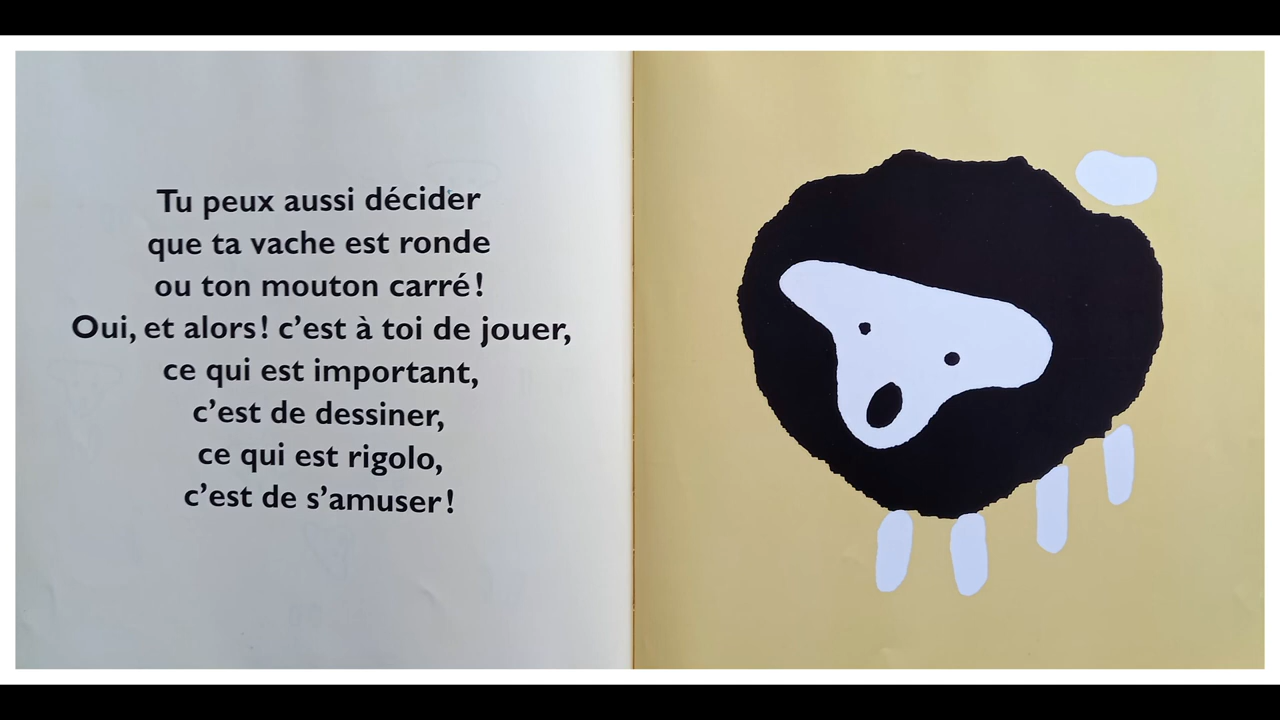 Tu peux aussi décider
que ta vache est ronde
ou ton mouton carré !
Oui, et alors ! c’est à toi de jouer,
ce qui est important,
c’est de dessiner,
ce qui est rigolo,
c’est de s’amuser !